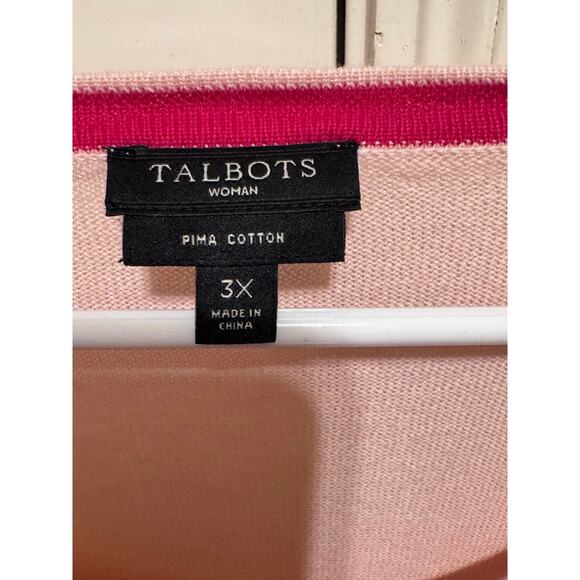 TALBOTS
WOMAN
PIMA COTTON
3X
MADE IN
CHINA